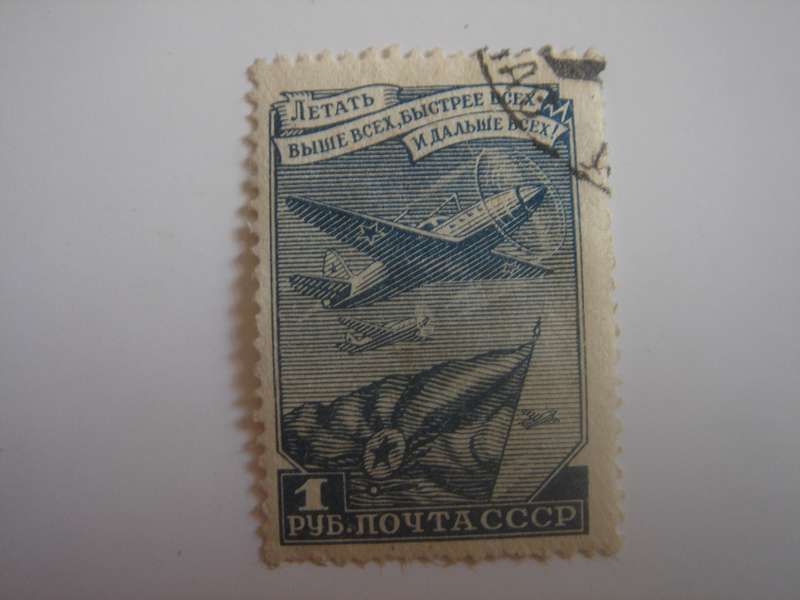 ЛЕТАТЬ
ВЫШЕ ВСЕХ, БЫСТРЕЕ ВСЕХ
И ДАЛЬШЕ ВСЕХ!
1
РУБ. ПОЧТА СССР